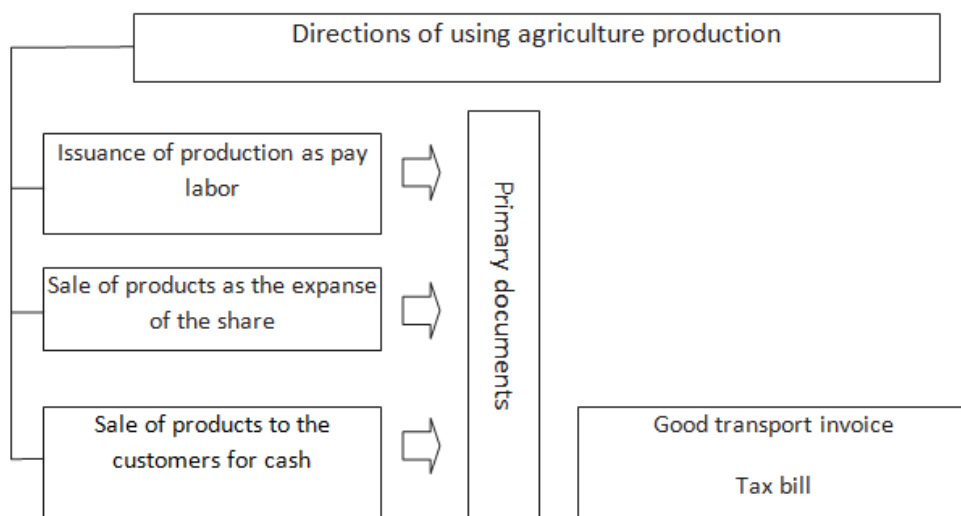 Directions of using agriculture production
Issuance of production as pay
labor
Sale of products as the expanse
of the share
Sale of products to the
customers for cash
Primary documents
Good transport invoice
Tax bill